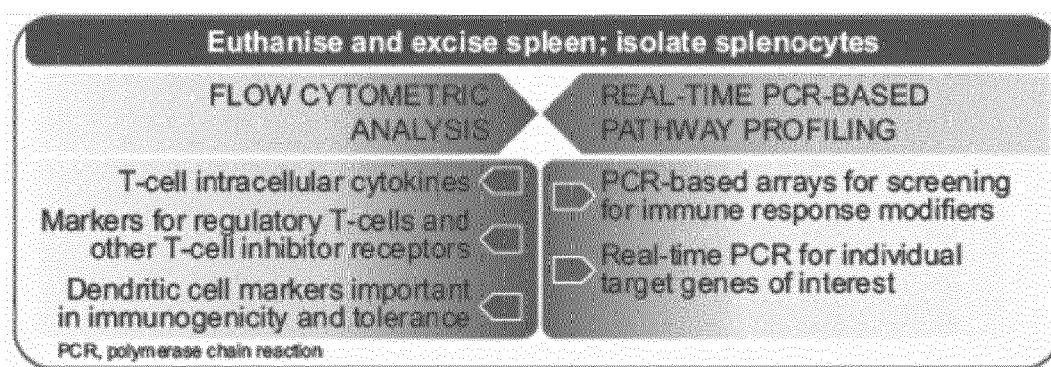 Euthanise and excise spleen; isolate splenocytes
FLOW CYTOMETRIC
ANALYSIS
REAL-TIME PCR-BASED
PATHWAY PROFILING
T-cell intracellular cytokines
Markers for regulatory T-cells and
other T-cell inhibitor receptors
Dendritic cell markers important
in immunogenicity and tolerance
PCR-based arrays for screening
for immune response modifiers
Real-time PCR for individual
target genes of interest
PCR, polymerase chain reaction